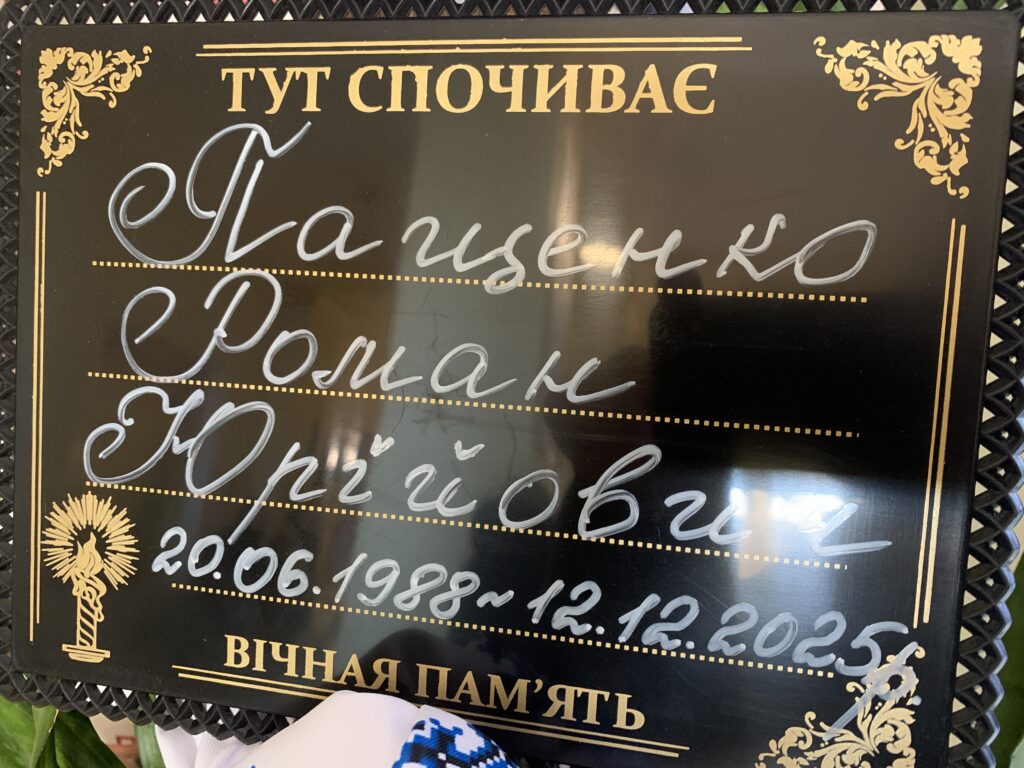 ТУТ СПОЧИВАЄ
Пащенко
Роман
Юрійович
20.06.1988~12.12.2025р
ВІЧНАЯ ПАМ’ЯТЬ